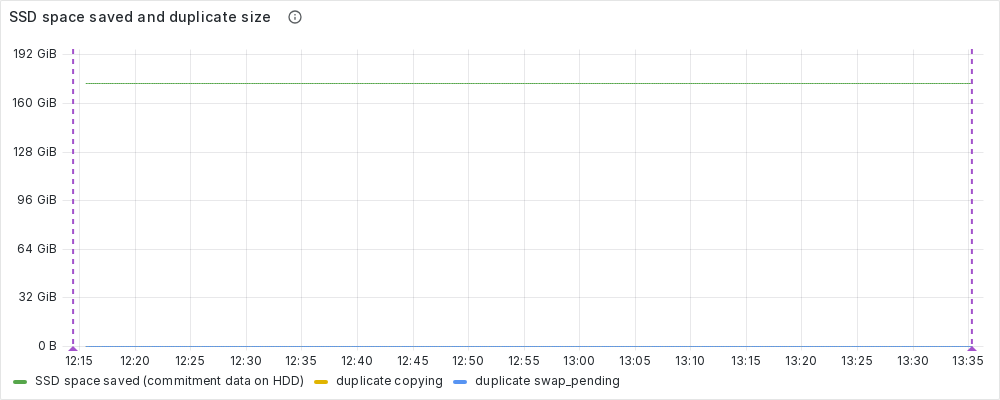 SSD space saved and duplicate size
192 GiB
160 GiB
128 GiB
96 GiB
64 GiB
32 GiB
0 B
12:15 12:20 12:25 12:30 12:35 12:40 12:45 12:50 12:55 13:00 13:05 13:10 13:15 13:20 13:25 13:30 13:35
SSD space saved (commitment data on HDD) duplicate copying duplicate swap_pending